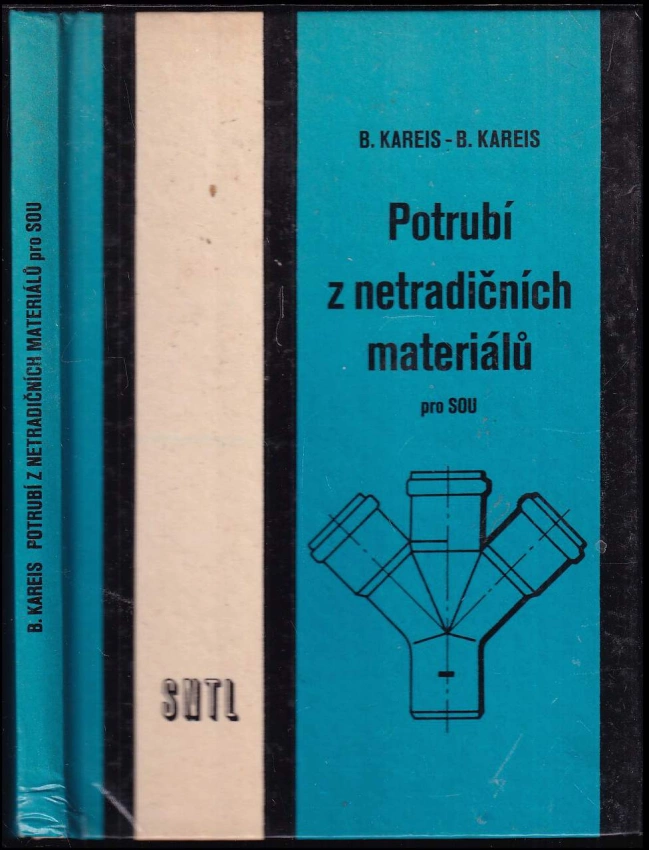 B. KAREIS POTRUBÍ Z NETRADIČNÍCH MATERIÁLŮ pro SOU
B. KAREIS - B. KAREIS
Potrubí
z netradičních
materiálů
pro SOU
SNTL